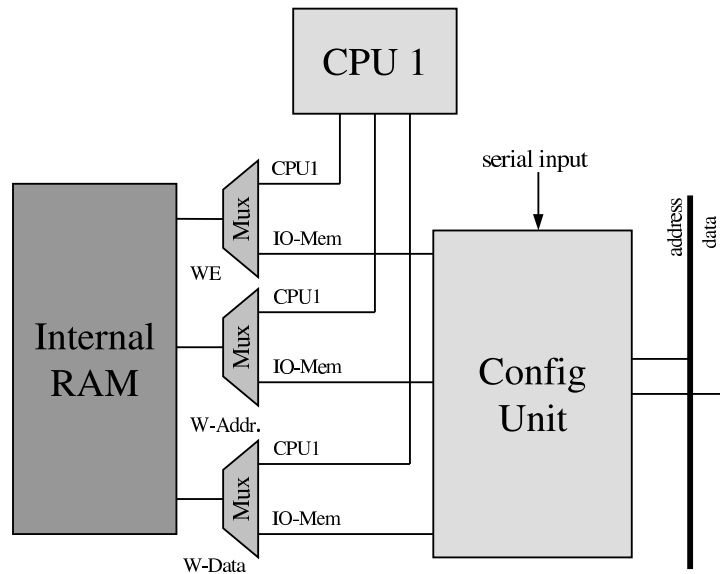 CPU 1
serial input
CPU1
Mux
IO-Mem
WE
address
data
Internal
RAM
CPU1
Mux
IO-Mem
W-Addr.
Config
Unit
CPU1
Mux
IO-Mem
W-Data